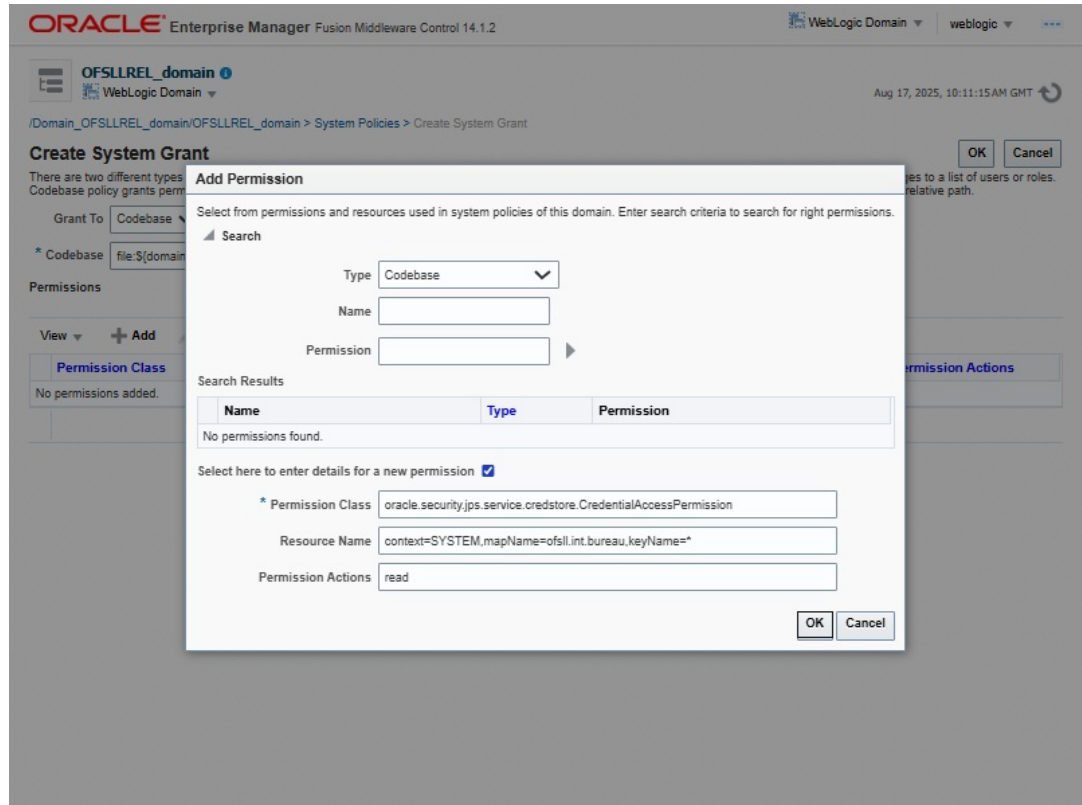 ORACLE® Enterprise Manager Fusion Middleware Control 14.1.2 WebLogic Domain weblogic
OFSLLREL_domain
WebLogic Domain
Aug 17, 2025, 10:11:15 AM GMT
/Domain_OFSLLREL_domain/OFSLLREL_domain > System Policies > Create System Grant
Create System Grant OK Cancel
There are two different types ges to a list of users or roles.
Codebase policy grants perm relative path.
Grant To Codebase
* Codebase file:${domain
Permissions
View Add
Permission Class ermission Actions
No permissions added.
Add Permission
Select from permissions and resources used in system policies of this domain. Enter search criteria to search for right permissions.
Search
Type Codebase
Name
Permission
Search Results
Name Type Permission
No permissions found.
Select here to enter details for a new permission
* Permission Class oracle.security.jps.service.credstore.CredentialAccessPermission
Resource Name context=SYSTEM,mapName=ofsll.int.bureau,keyName=*
Permission Actions read
OK Cancel